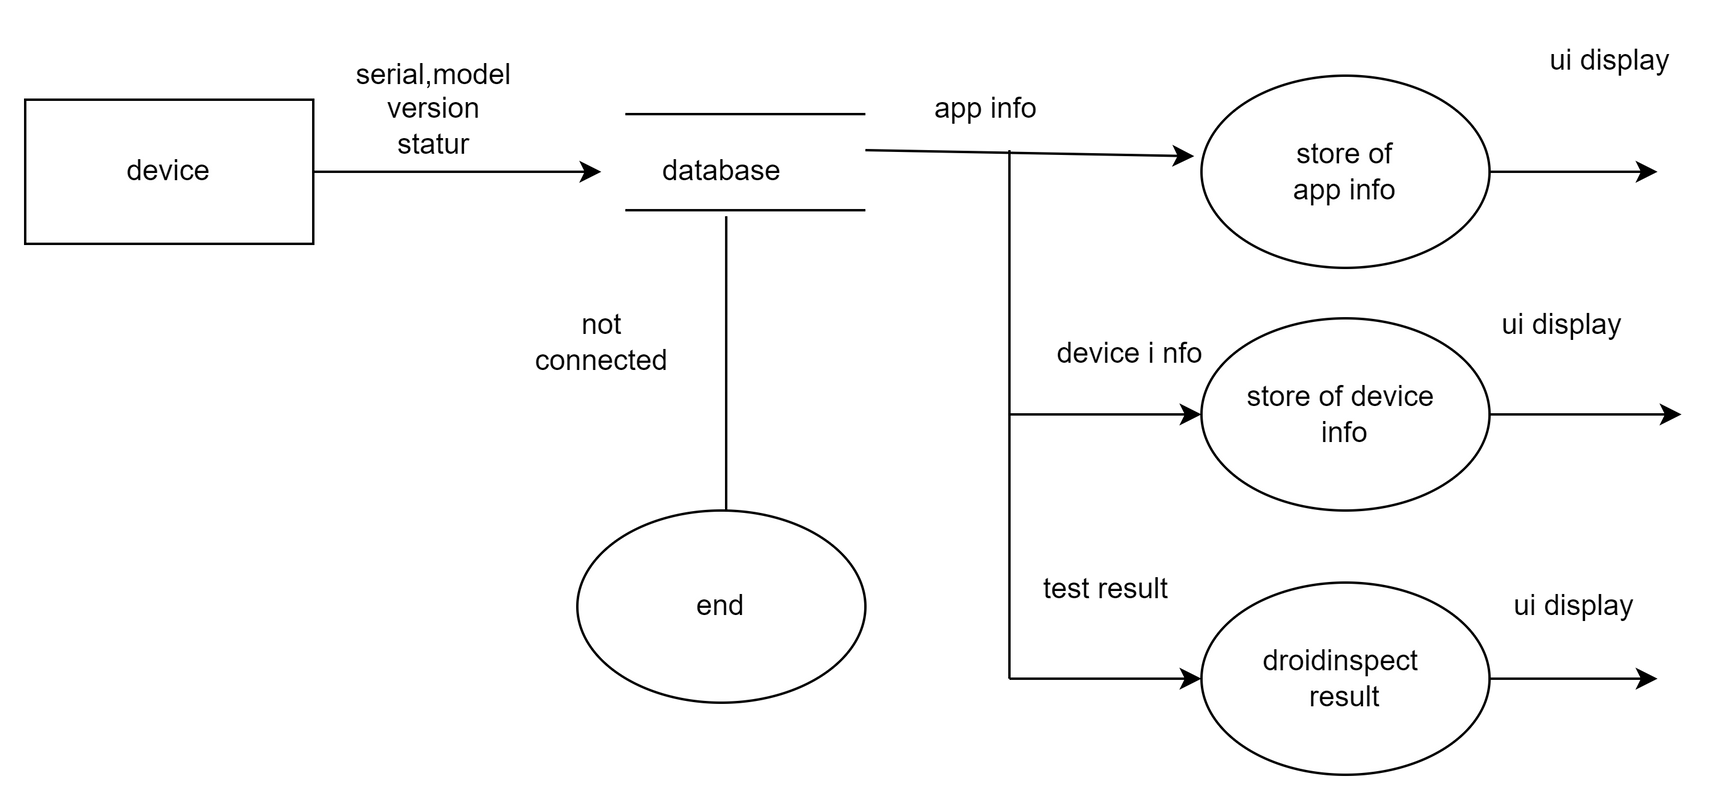 ui display
serial,model
version
statur
app info
device
database
store of
app info
not
connected
device i nfo
ui display
store of device
info
test result
end
ui display
droidinspect
result